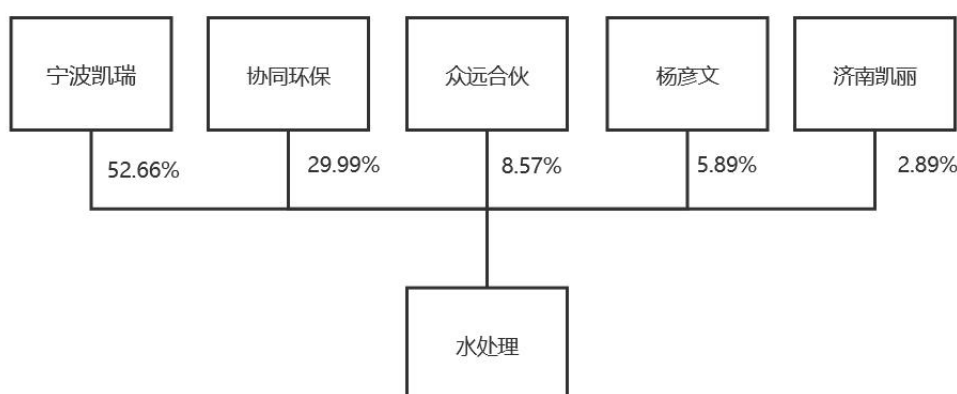 宁波凯瑞
协同环保
众远合伙
杨彦文
济南凯丽
52.66%
29.99%
8.57%
5.89%
2.89%
水处理